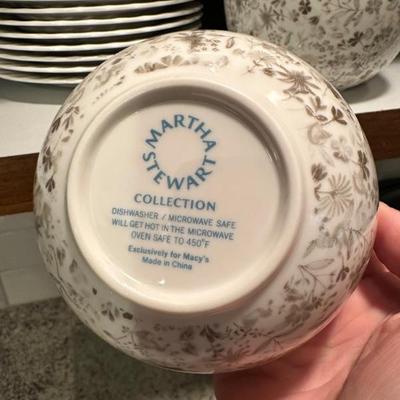 MARTHA
STEWART
COLLECTION
DISHWASHER / MICROWAVE SAFE
WILL GET HOT IN THE MICROWAVE
OVEN SAFE TO 450°F
Exclusively for Macy's
Made in China